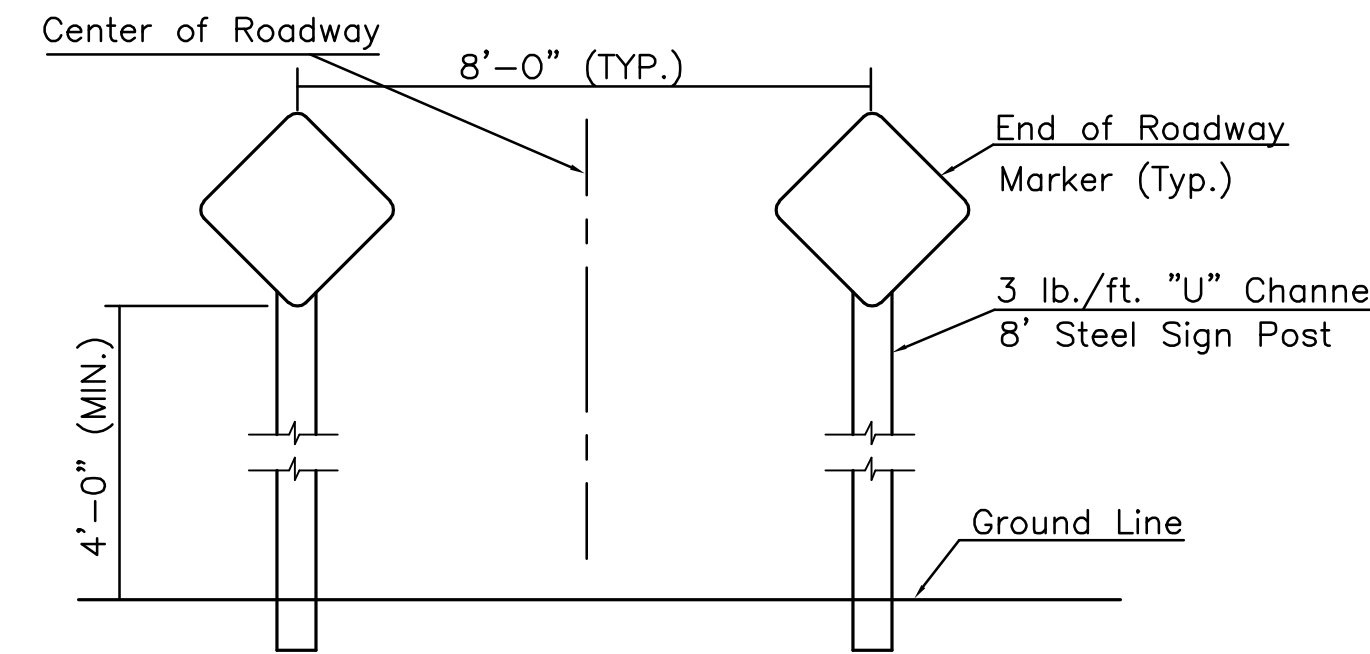 Center of Roadway
8'-0" (TYP.)
End of Roadway
Marker (Typ.)
3 lb./ft. "U" Channe
8' Steel Sign Post
4'-0" (MIN.)
Ground Line